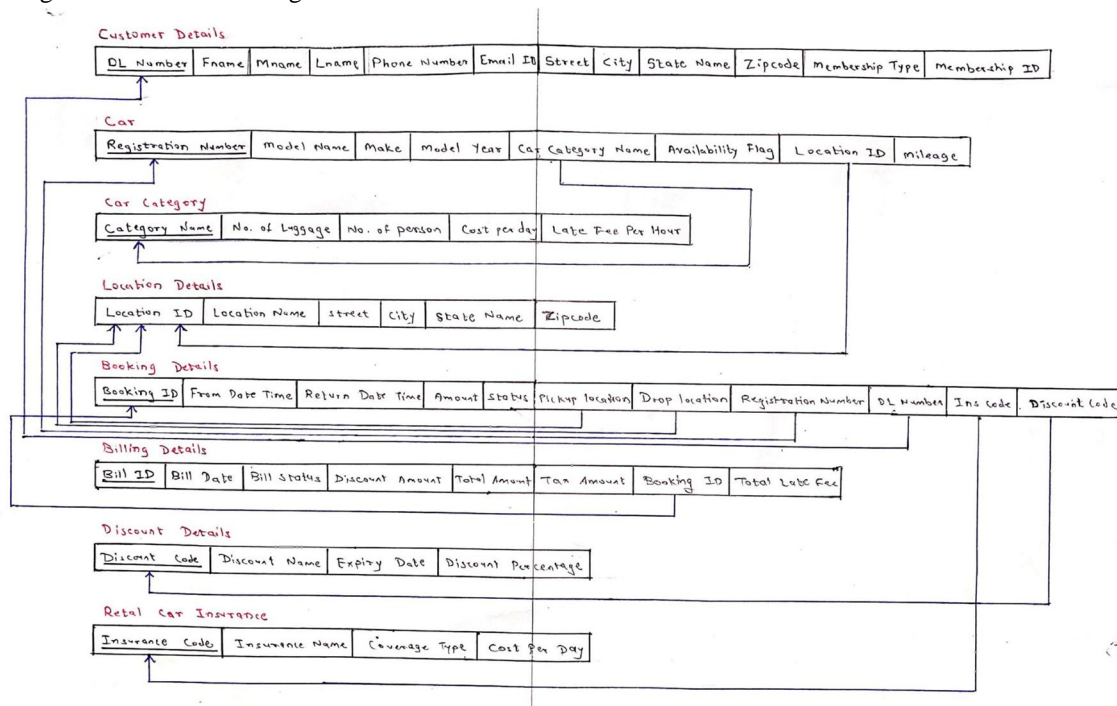 Customer Details
DL Number Fname Mname Lname Phone Number Email ID Street City State Name Zipcode Membership Type Membership ID
Car
Registration Number Model Name Make Model Year Car Category Name Availability Flag Location ID Mileage
Car Category
Category Name No. of Luggage No. of person Cost per day Late Fee Per Hour
Location Details
Location ID Location Name Street City State Name Zipcode
Booking Details
Booking ID From Date Time Return Date Time Amount Status Pickup location Drop location Registration Number DL Number Ins Code Discount Code
Billing Details
Bill ID Bill Date Bill Status Discount Amount Total Amount Tax Amount Booking ID Total Late Fee
Discount Details
Discount Code Discount Name Expiry Date Discount Percentage
Retal Car Insurance
Insurance Code Insurance Name Coverage Type Cost Per Day